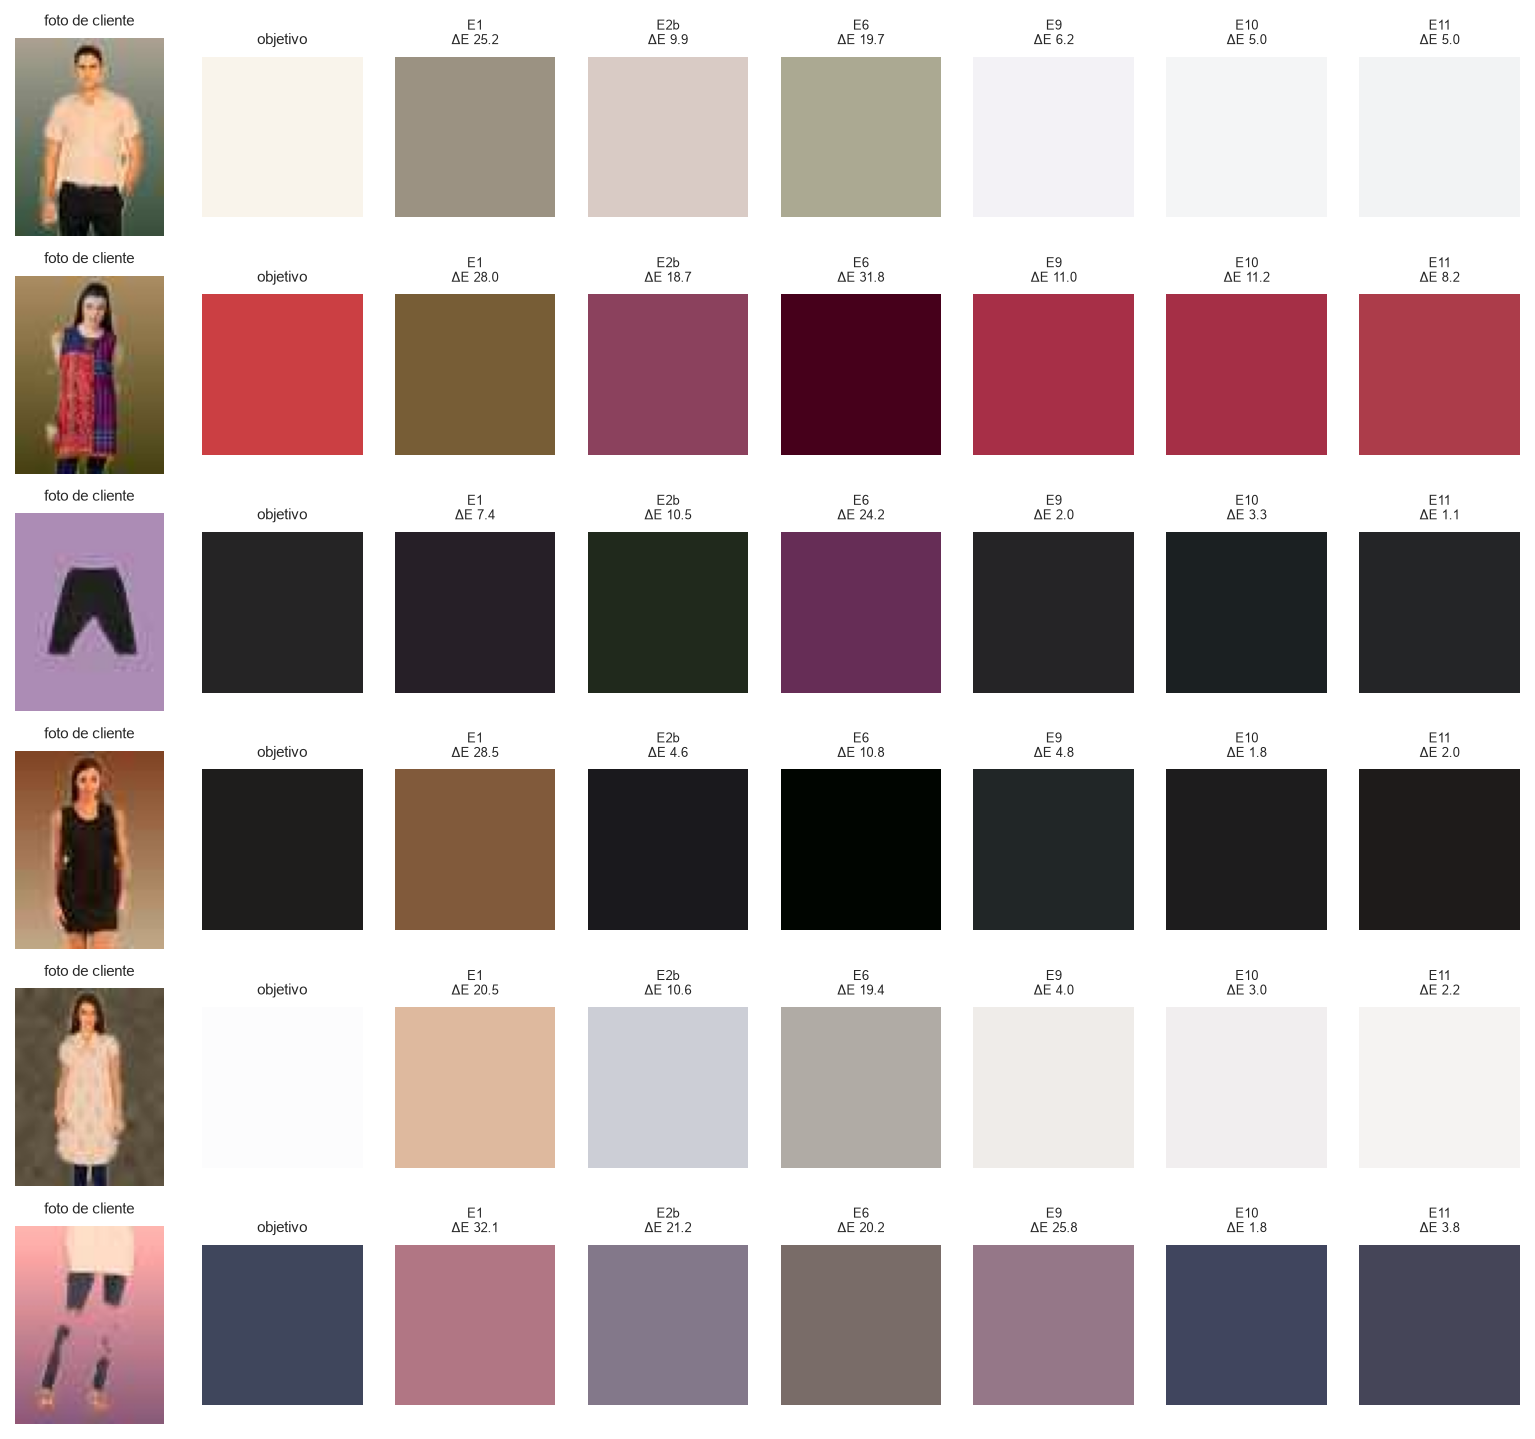 foto de cliente
objetivo
E1
ΔE 25.2
E2b
ΔE 9.9
E6
ΔE 19.7
E9
ΔE 6.2
E10
ΔE 5.0
E11
ΔE 5.0
foto de cliente
objetivo
E1
ΔE 28.0
E2b
ΔE 18.7
E6
ΔE 31.8
E9
ΔE 11.0
E10
ΔE 11.2
E11
ΔE 8.2
foto de cliente
objetivo
E1
ΔE 7.4
E2b
ΔE 10.5
E6
ΔE 24.2
E9
ΔE 2.0
E10
ΔE 3.3
E11
ΔE 1.1
foto de cliente
objetivo
E1
ΔE 28.5
E2b
ΔE 4.6
E6
ΔE 10.8
E9
ΔE 4.8
E10
ΔE 1.8
E11
ΔE 2.0
foto de cliente
objetivo
E1
ΔE 20.5
E2b
ΔE 10.6
E6
ΔE 19.4
E9
ΔE 4.0
E10
ΔE 3.0
E11
ΔE 2.2
foto de cliente
objetivo
E1
ΔE 32.1
E2b
ΔE 21.2
E6
ΔE 20.2
E9
ΔE 25.8
E10
ΔE 1.8
E11
ΔE 3.8